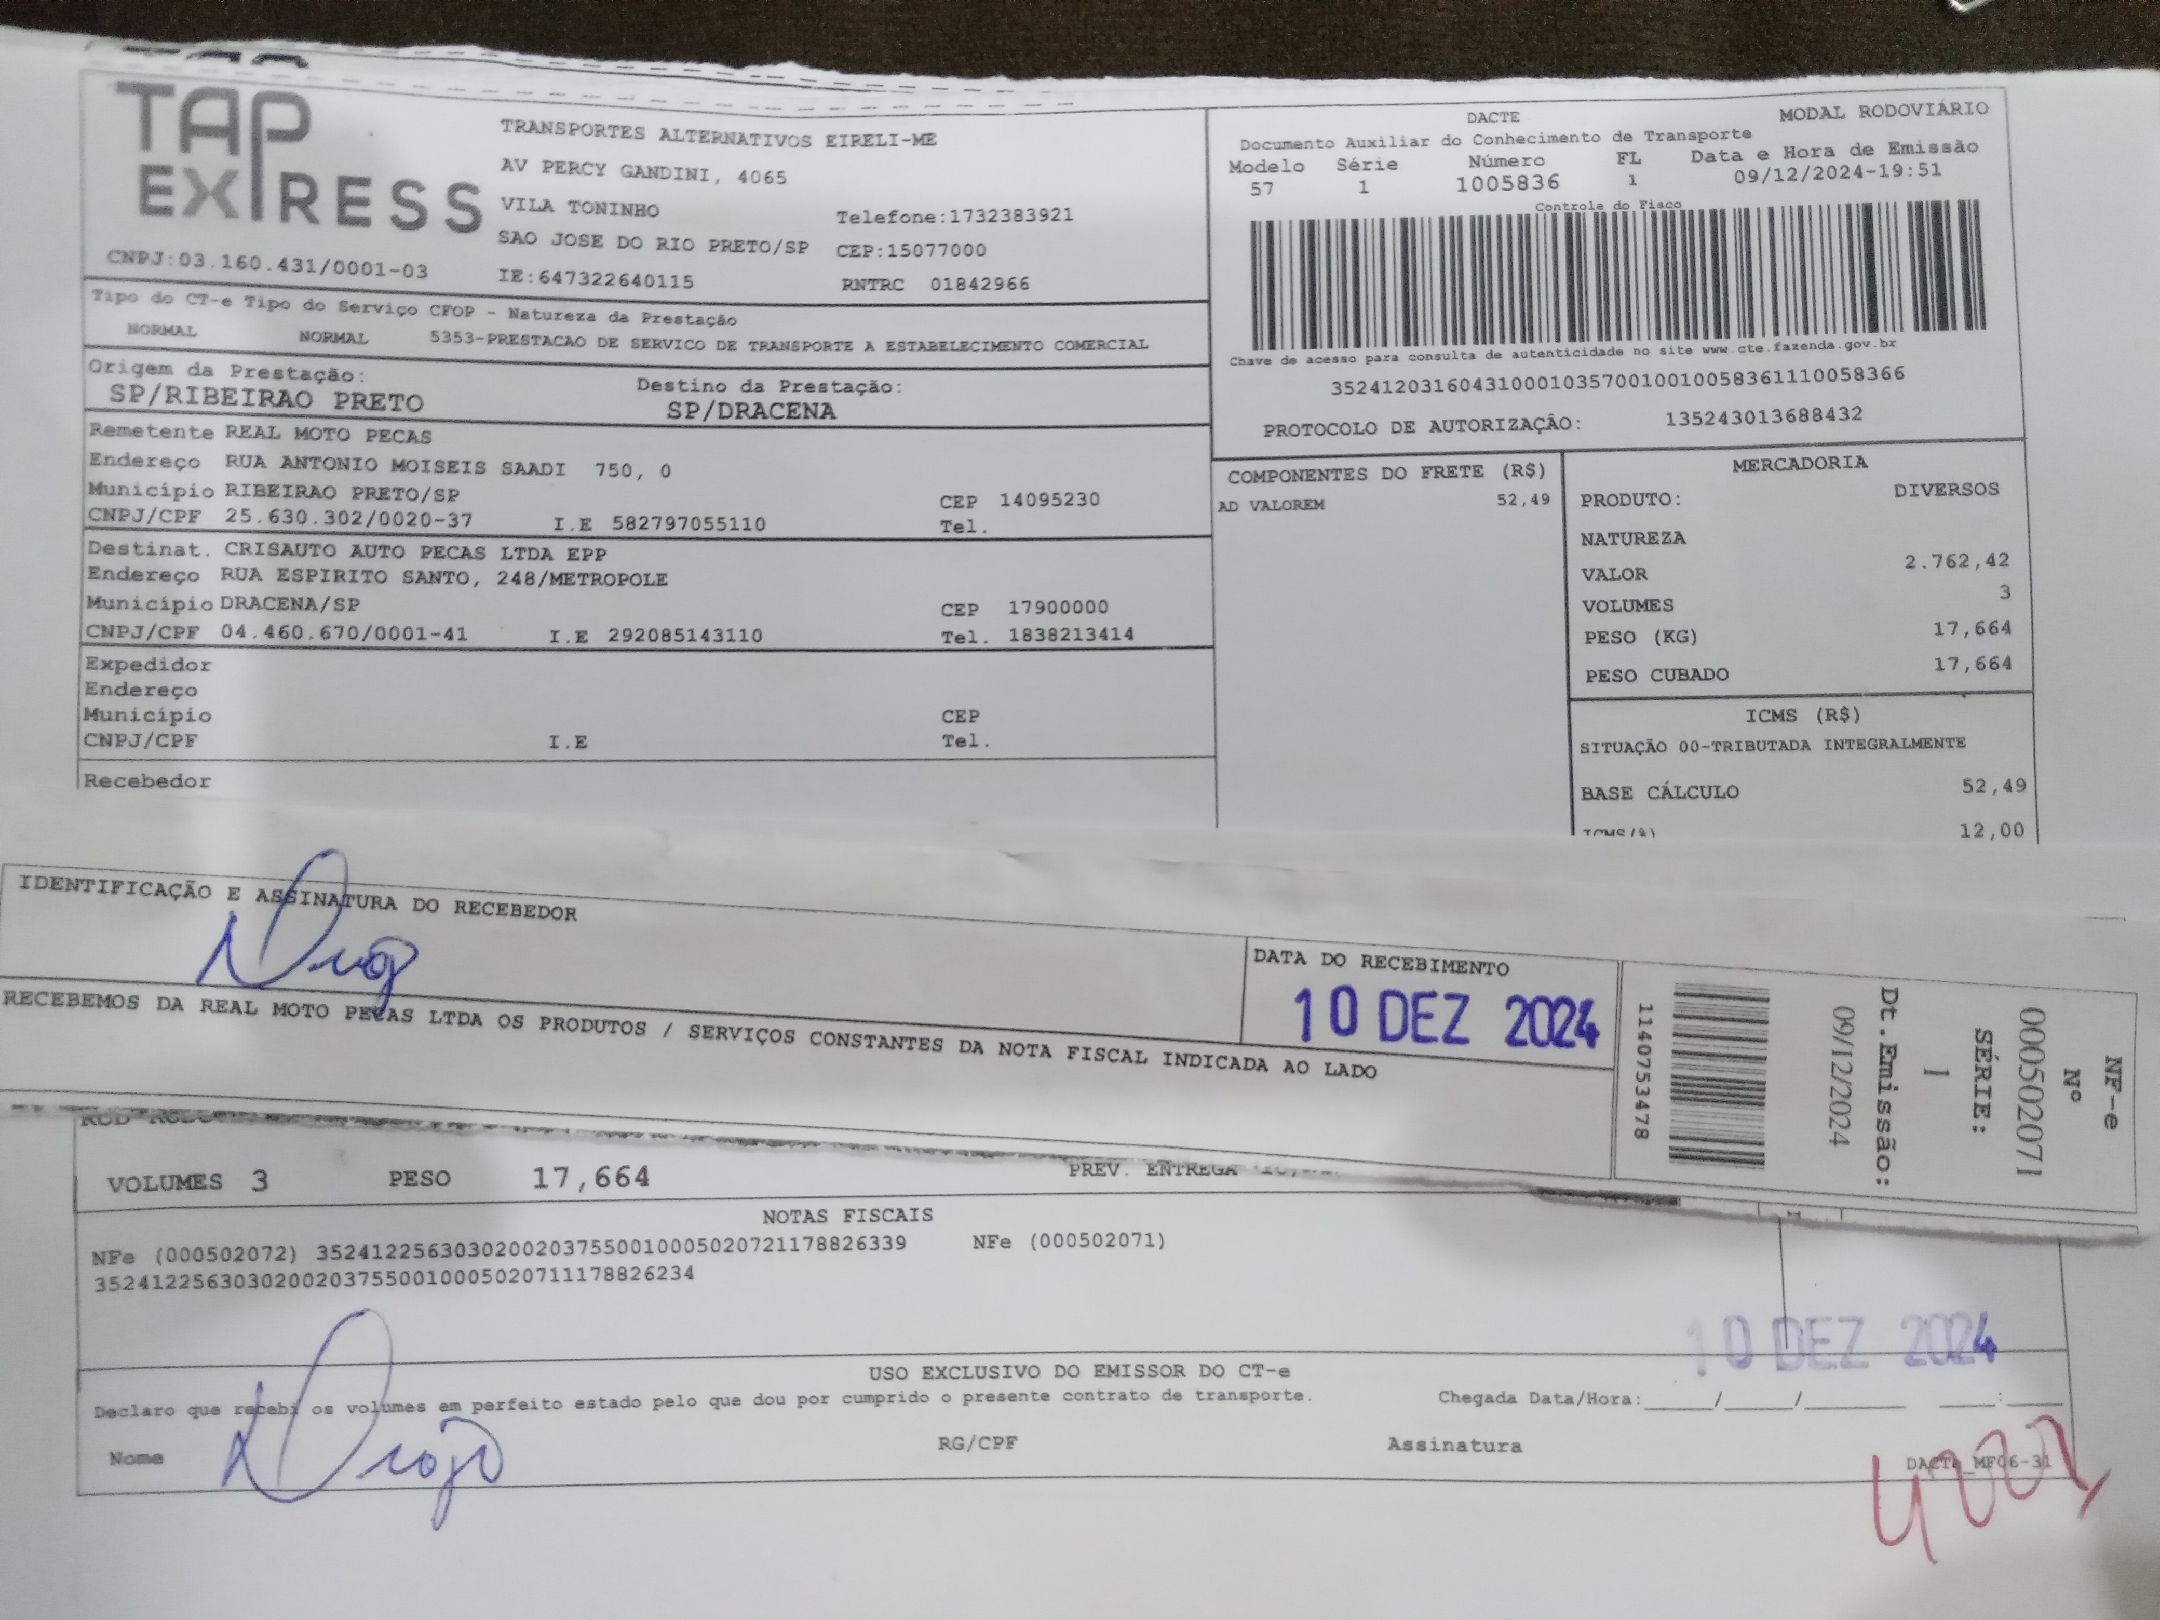 TAP EXPRESS
TRANSPORTES ALTERNATIVOS EIRELI-ME
AV PERCY GANDINI, 4065
VILA TONINHO Telefone:1732383921
SAO JOSE DO RIO PRETO/SP CEP:15077000
CNPJ:03.160.431/0001-03 IE:647322640115 RNTRC 01842966
DACTE MODAL RODOVIÁRIO
Documento Auxiliar do Conhecimento de Transporte
Modelo Série Número FL Data e Hora de Emissão
57 1 1005836 1 09/12/2024-19:51
Controle do Fisco
Chave de acesso para consulta de autenticidade no site www.cte.fazenda.gov.br
35241203160431000103570010010058361110058366
PROTOCOLO DE AUTORIZAÇÃO: 135243013688432
Tipo do CT-e Tipo do Serviço CFOP - Natureza da Prestação
NORMAL NORMAL 5353-PRESTACAO DE SERVICO DE TRANSPORTE A ESTABELECIMENTO COMERCIAL
Origem da Prestação: Destino da Prestação:
SP/RIBEIRAO PRETO SP/DRACENA
Remetente REAL MOTO PECAS
Endereço RUA ANTONIO MOISEIS SAADI 750, 0
Município RIBEIRAO PRETO/SP CEP 14095230
CNPJ/CPF 25.630.302/0020-37 I.E 582797055110 Tel.
Destinat. CRISAUTO AUTO PECAS LTDA EPP
Endereço RUA ESPIRITO SANTO, 248/METROPOLE
Município DRACENA/SP CEP 17900000
CNPJ/CPF 04.460.670/0001-41 I.E 292085143110 Tel. 1838213414
Expedidor
Endereço
Município CEP
CNPJ/CPF I.E Tel.
Recebedor
COMPONENTES DO FRETE (R$)
AD VALOREM 52,49
MERCADORIA
PRODUTO: DIVERSOS
NATUREZA
VALOR 2.762,42
VOLUMES 3
PESO (KG) 17,664
PESO CUBADO 17,664
ICMS (R$)
SITUAÇÃO 00-TRIBUTADA INTEGRALMENTE
BASE CÁLCULO 52,49
ICMS(%) 12,00
IDENTIFICAÇÃO E ASSINATURA DO RECEBEDOR
DATA DO RECEBIMENTO
10 DEZ 2024
RECEBEMOS DA REAL MOTO PECAS LTDA OS PRODUTOS / SERVIÇOS CONSTANTES DA NOTA FISCAL INDICADA AO LADO
NF-e
Nº
000502071
SÉRIE:
1
Dt.Emissão:
09/12/2024
1140753478
VOLUMES 3 PESO 17,664 PREV. ENTREGA
NOTAS FISCAIS
NFe (000502072) 35241225630302002037550010005020721178826339 NFe (000502071)
35241225630302002037550010005020711178826234
10 DEZ 2024
USO EXCLUSIVO DO EMISSOR DO CT-e
Declaro que recebi os volumes em perfeito estado pelo que dou por cumprido o presente contrato de transporte. Chegada Data/Hora:____/____/______ ___:___
Nome RG/CPF Assinatura